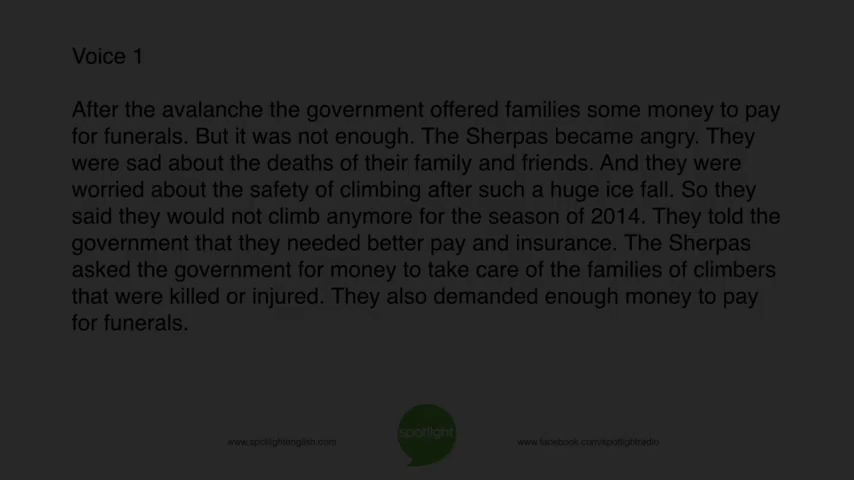 Voice 1
After the avalanche the government offered families some money to pay
for funerals. But it was not enough. The Sherpas became angry. They
were sad about the deaths of their family and friends. And they were
worried about the safety of climbing after such a huge ice fall. So they
said they would not climb anymore for the season of 2014. They told the
government that they needed better pay and insurance. The Sherpas
asked the government for money to take care of the families of climbers
that were killed or injured. They also demanded enough money to pay
for funerals.
spotlight
www.spotlightenglish.com
www.facebook.com/spotlightradio